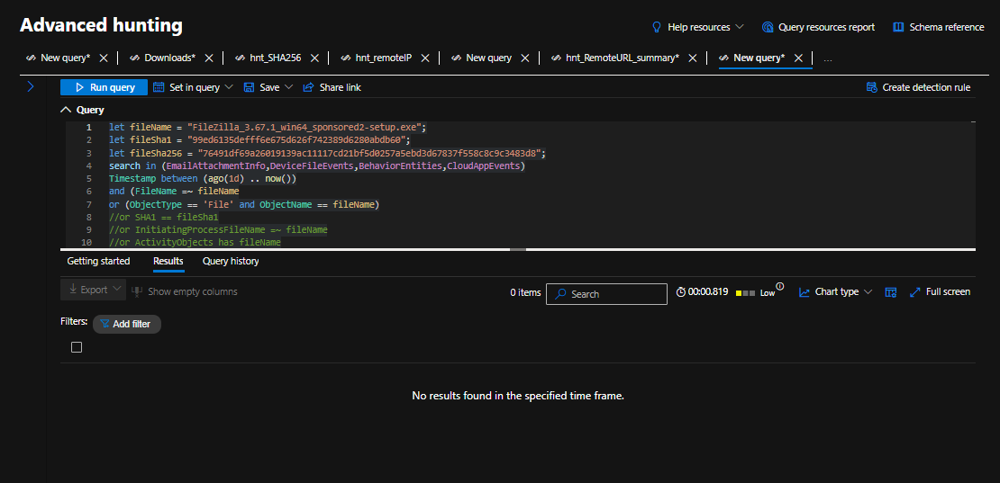 Advanced hunting
Help resources
Query resources report
Schema reference
New query*
Downloads*
hnt_SHA256
hnt_remoteIP
New query
hnt_RemoteURL_summary*
New query*
...
Run query
Set in query
Save
Share link
Create detection rule
Query
1 let fileName = "FileZilla_3.67.1_win64_sponsored2-setup.exe";
2 let fileSha1 = "99ed6135defff6e675d626f742389d6280abdb60";
3 let fileSha256 = "76491df69a26019139ac11117cd21bf5d0257a5ebd3d67837f558c8c9c3483d8";
4 search in (EmailAttachmentInfo,DeviceFileEvents,BehaviorEntities,CloudAppEvents)
5 Timestamp between (ago(1d) .. now())
6 and (FileName =~ fileName
7 or (ObjectType == 'File' and ObjectName == fileName)
8 //or SHA1 == fileSha1
9 //or InitiatingProcessFileName =~ fileName
10 //or ActivityObjects has fileName
Getting started
Results
Query history
Export
Show empty columns
0 items
Search
00:00.819
Low
Chart type
Full screen
Filters:
Add filter
No results found in the specified time frame.